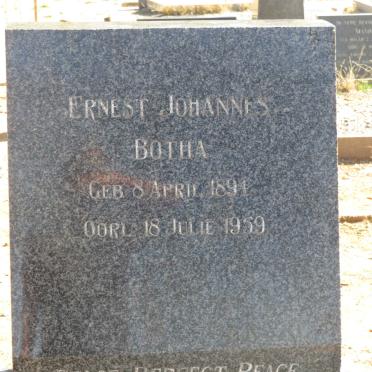 ERNEST JOHANNES
BOTHA
GEB 8 APRIL 1894
OORL 18 JULIE 1959
PERFECT PEACE